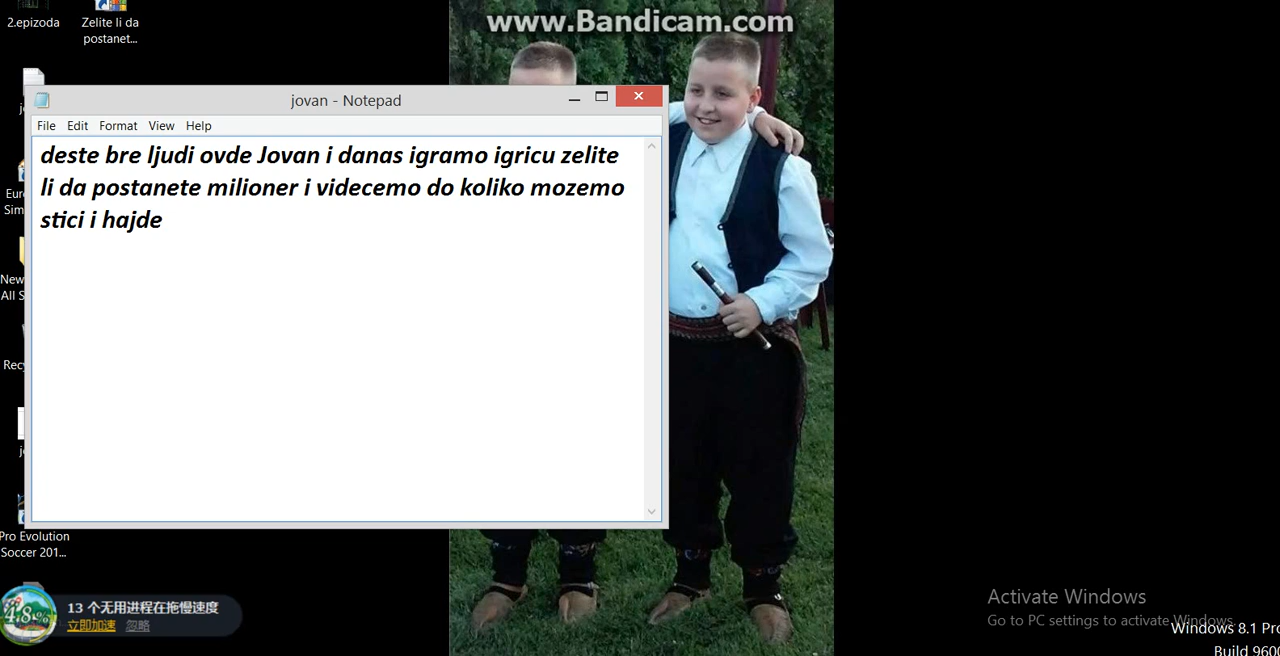 www.Bandicam.com
2.epizoda
Zelite li da
postanet...
jovan - Notepad
File Edit Format View Help
deste bre ljudi ovde Jovan i danas igramo igricu zelite
li da postanete milioner i videcemo do koliko mozemo
stici i hajde
Pro Evolution
Soccer 201...
4.8%
13 个无用进程在拖慢速度
立即加速 忽略
Activate Windows
Go to PC settings to activate Windows.
Windows 8.1 Pro
Build 9600